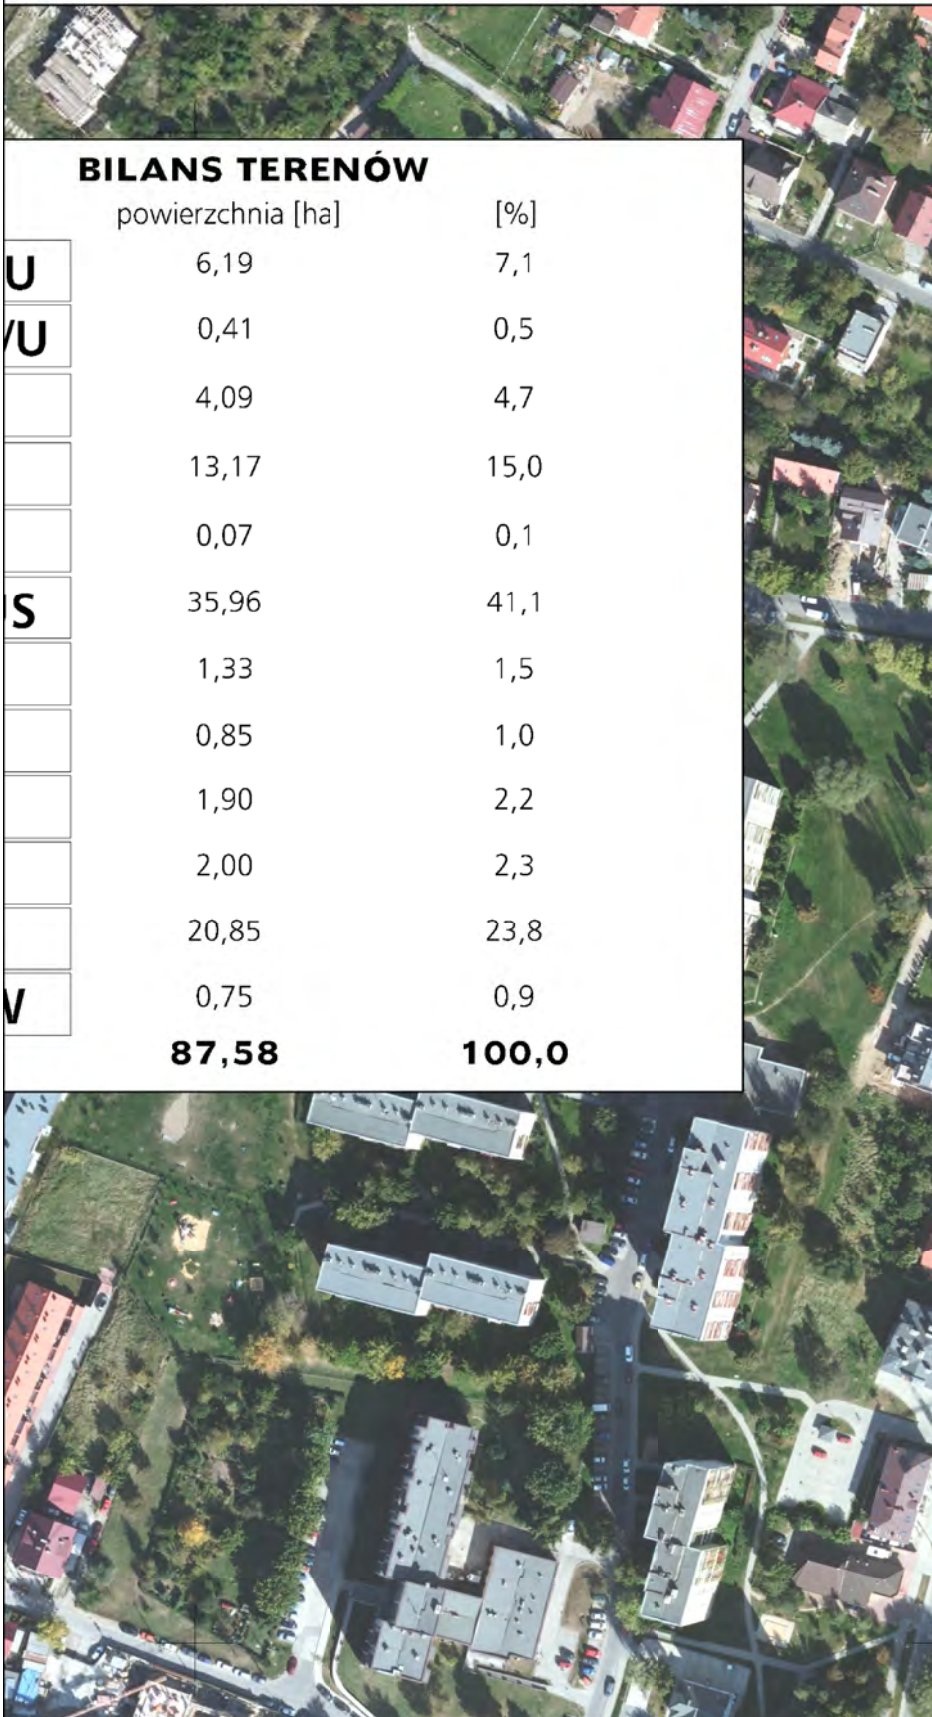 BILANS TERENÓW
powierzchnia [ha] [%]
U 6,19 7,1
/U 0,41 0,5
4,09 4,7
13,17 15,0
0,07 0,1
S 35,96 41,1
1,33 1,5
0,85 1,0
1,90 2,2
2,00 2,3
20,85 23,8
0,75 0,9
87,58 100,0